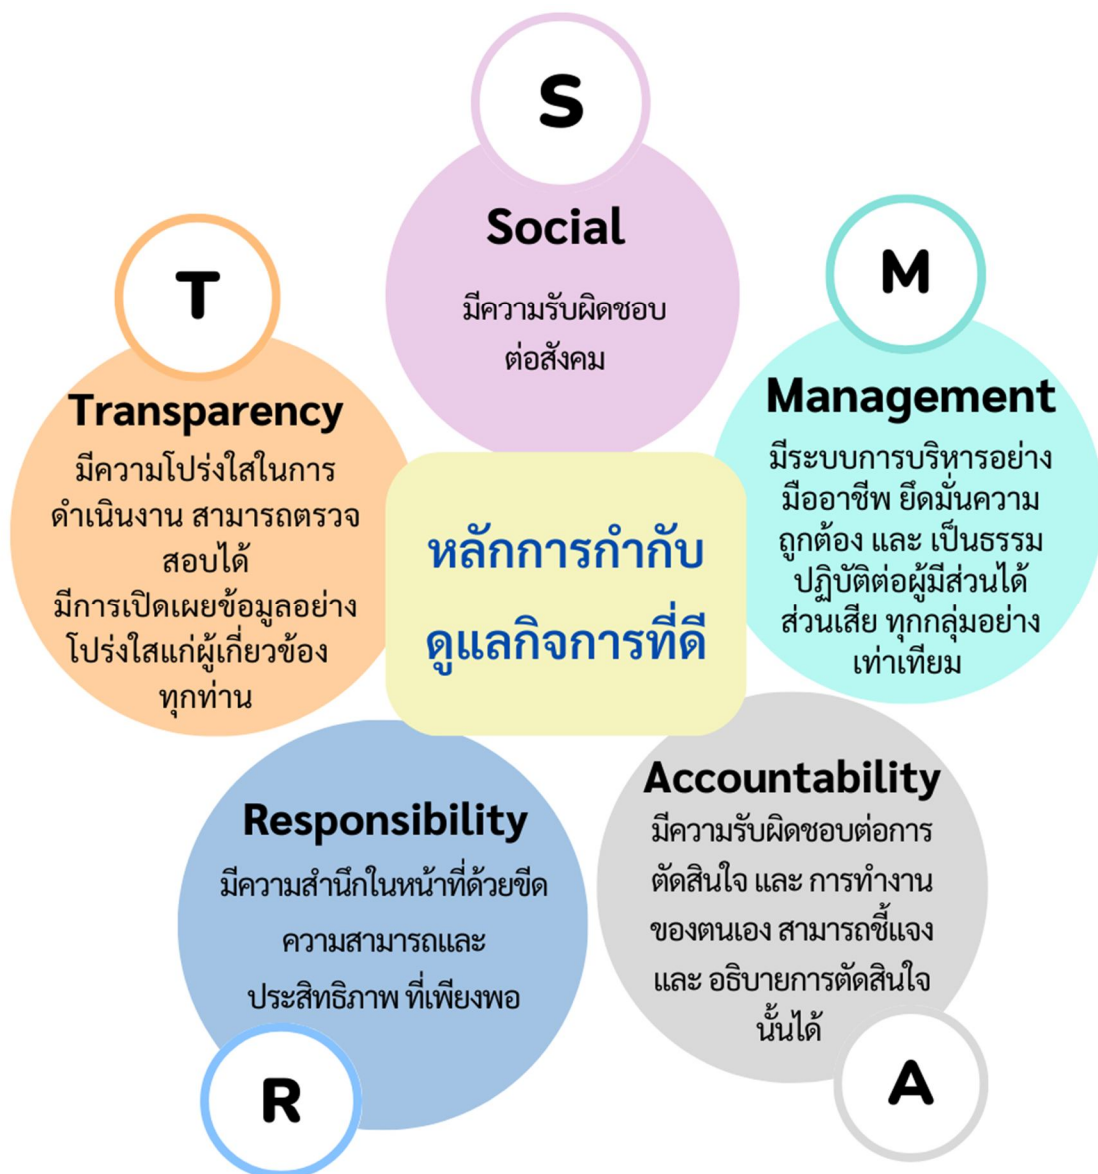 S
Social
มีความรับผิดชอบ
ต่อสังคม
M
Management
มีระบบการบริหารอย่าง
มืออาชีพ ยึดมั่นความ
ถูกต้อง และ เป็นธรรม
ปฏิบัติต่อผู้มีส่วนได้
ส่วนเสีย ทุกกลุ่มอย่าง
เท่าเทียม
A
Accountability
มีความรับผิดชอบต่อการ
ตัดสินใจ และ การทำงาน
ของตนเอง สามารถชี้แจง
และ อธิบายการตัดสินใจ
นั้นได้
R
Responsibility
มีความสำนึกในหน้าที่ด้วยขีด
ความสามารถและ
ประสิทธิภาพ ที่เพียงพอ
T
Transparency
มีความโปร่งใสในการ
ดำเนินงาน สามารถตรวจ
สอบได้
มีการเปิดเผยข้อมูลอย่าง
โปร่งใสแก่ผู้เกี่ยวข้อง
ทุกท่าน
หลักการกำกับ
ดูแลกิจการที่ดี